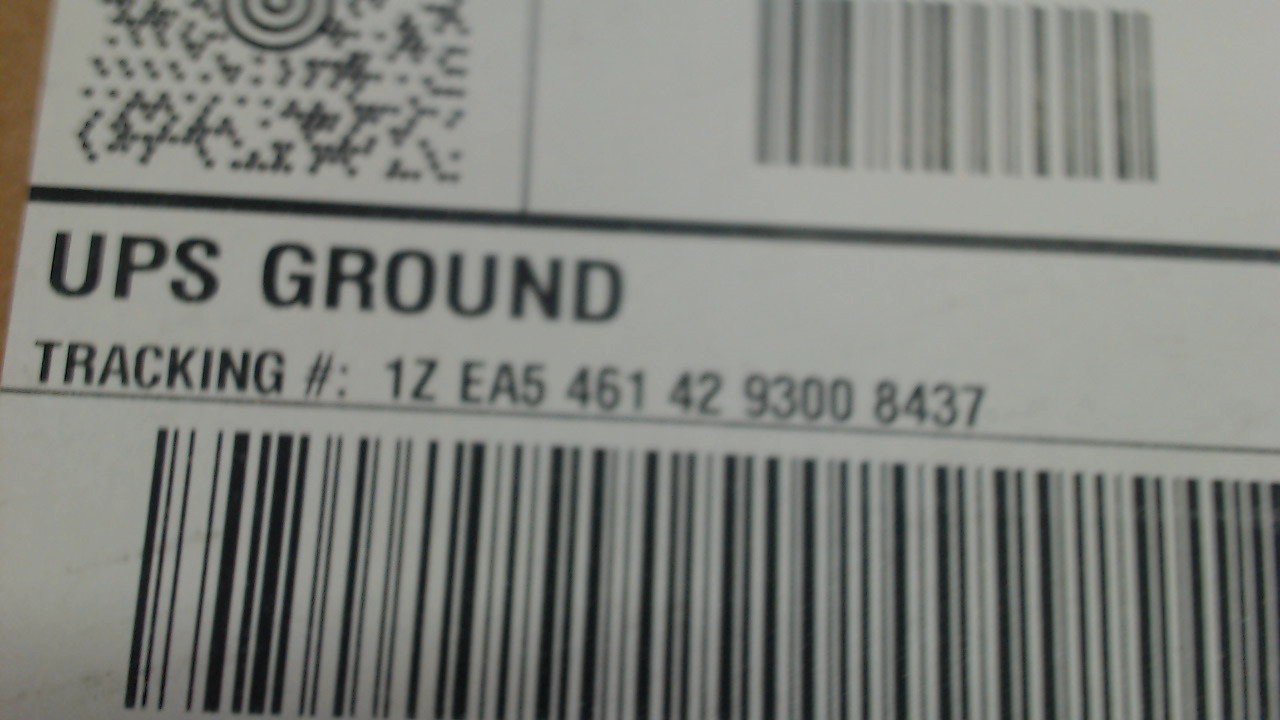 UPS GROUND
TRACKING #: 1Z EA5 461 42 9300 8437